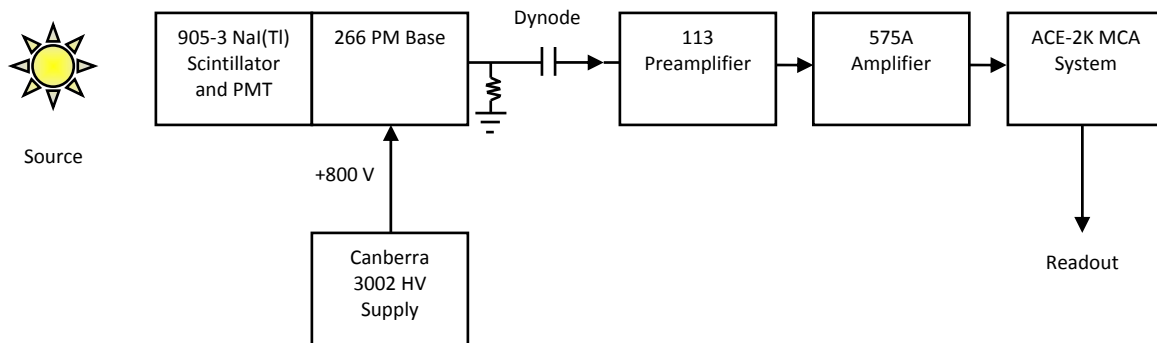 Dynode
905-3 NaI(Tl)
Scintillator
and PMT
266 PM Base
113
Preamplifier
575A
Amplifier
ACE-2K MCA
System
Source
+800 V
Canberra
3002 HV
Supply
Readout